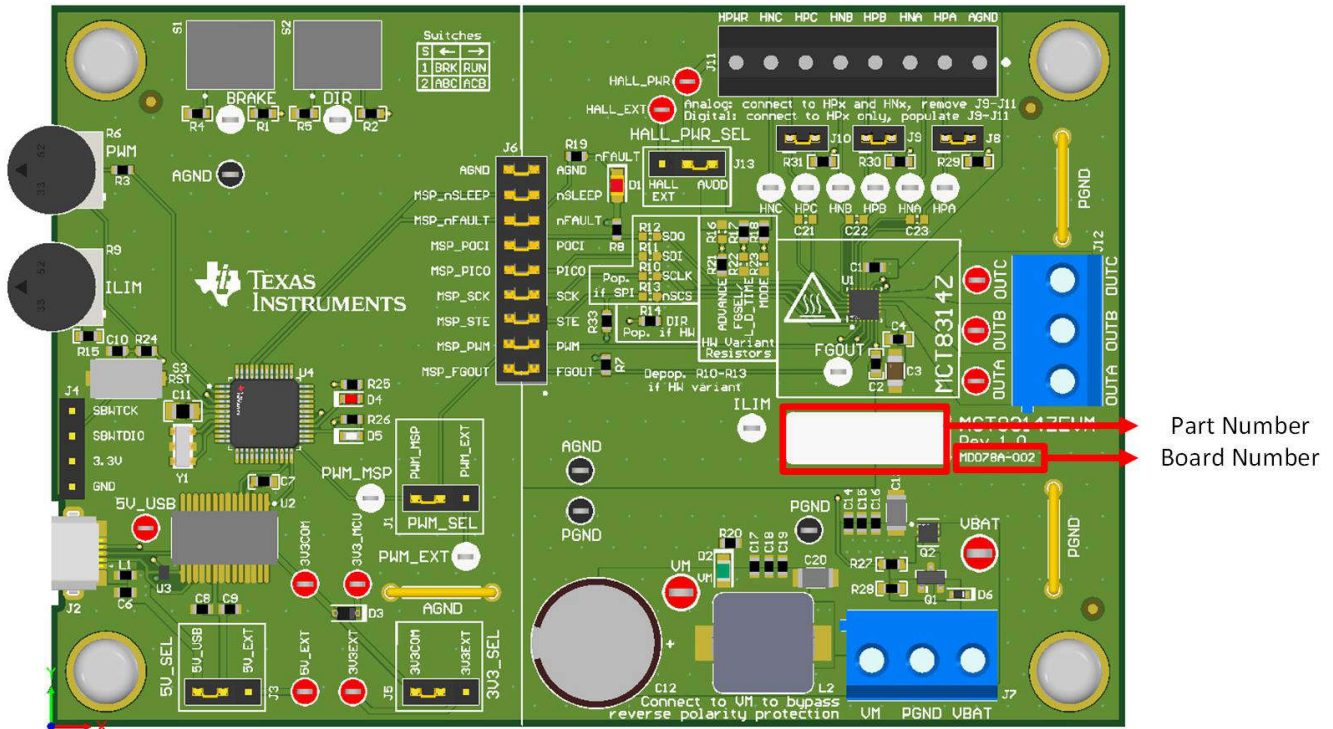 S1
S2
Switches
S ← →
1 BRK RUN
2 ABC ACB
HPWR HNC HPC HNB HPB HNA HPA AGND
J11
HALL_PWR
HALL_EXT
Analog: connect to HPx and HNx, remove J9-J11
Digital: connect to HPx only, populate J9-J11
BRAKE
DIR
R4
R1
R5
R2
R6
PWM
R3
AGND
HALL_PWR_SEL
J13
HALL
EXT
AVDD
J10
J9
J8
R31
R30
R29
HNC
HPC
HNB
HPB
HNA
HPA
C21
C22
C23
PGND
J6
R19
nFAULT
D1
R8
AGND
AGND
MSP_nSLEEP
nSLEEP
MSP_nFAULT
nFAULT
MSP_POCI
POCI
MSP_PICO
PICO
MSP_SCK
SCK
MSP_STE
STE
MSP_PWM
PWM
MSP_FGOUT
FGOUT
R12
SDO
R11
SDI
R10
SCLK
R13
nSCS
Pop.
if SPI
R14
DIR
Pop. if HW
R33
R7
R16
R17
R18
R21
R22
R23
ADVANCE
FGSEL/
L_D_TIME
MODE
HW Variant
Resistors
Depop. R10-R13
if HW variant
C1
U1
C4
C2
C3
MCT8314Z
FGOUT
J12
OUTC
OUTB
OUTA
OUTC
OUTB
OUTA
R9
ILIM
TEXAS
INSTRUMENTS
R15
C10
R24
S3
RST
J4
SBWTCK
SBWTDIO
3.3V
GND
C11
Y1
U4
R25
D4
R26
D5
C7
U2
5V_USB
PWM_MSP
PWM_MSP
PWM_EXT
J1
PWM_SEL
PWM_EXT
ILIM
AGND
PGND
MCT8314ZEVM
Rev 1.0
MD078A-002
Part Number
Board Number
J2
L1
C6
U3
C8
C9
3V3COM
3V3_MCU
D3
AGND
5V_SEL
5V_USB
5V_EXT
J3
5V_EXT
3V3EXT
J5
3V3COM
3V3EXT
3V3_SEL
R20
D2
VM
VM
C17
C18
C19
C20
PGND
C14
C15
C16
VBAT
Q2
R27
R28
Q1
D6
PGND
C12
L2
J7
Connect to VM to bypass
reverse polarity protection
VM
PGND
VBAT
Y
X